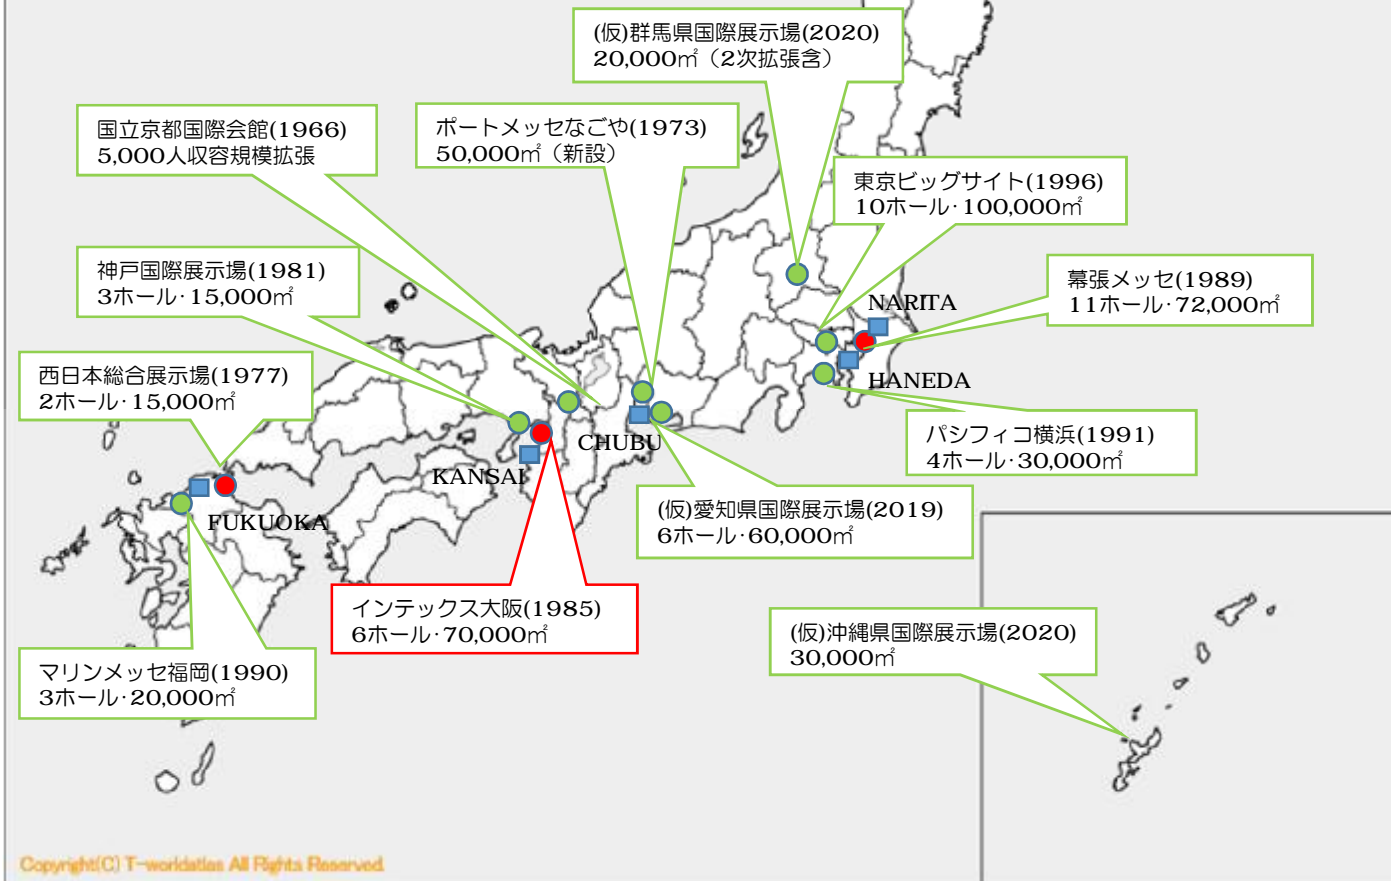 (仮)群馬県国際展示場(2020)
20,000㎡（2次拡張含）
国立京都国際会館(1966)
5,000人収容規模拡張
ポートメッセなごや(1973)
50,000㎡（新設）
東京ビッグサイト(1996)
10ホール･100,000㎡
神戸国際展示場(1981)
3ホール･15,000㎡
幕張メッセ(1989)
11ホール･72,000㎡
NARITA
西日本総合展示場(1977)
2ホール･15,000㎡
HANEDA
パシフィコ横浜(1991)
4ホール･30,000㎡
CHUBU
KANSAI
(仮)愛知県国際展示場(2019)
6ホール･60,000㎡
FUKUOKA
インテックス大阪(1985)
6ホール･70,000㎡
(仮)沖縄県国際展示場(2020)
30,000㎡
マリンメッセ福岡(1990)
3ホール･20,000㎡
Copyright(C) T-worldatlas All Rights Reserved